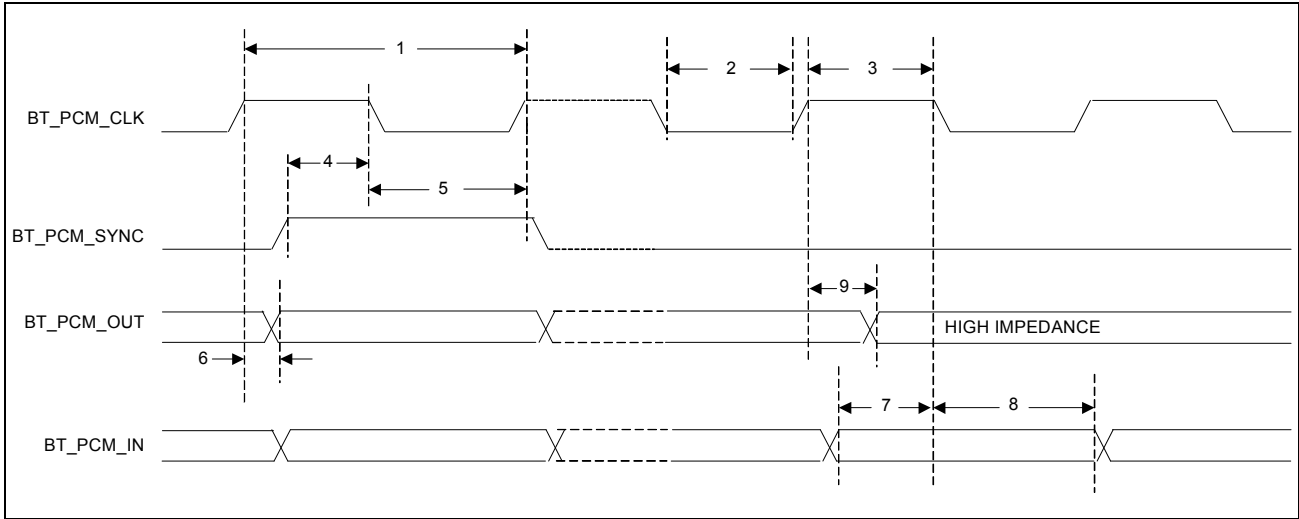 1
2
3
BT_PCM_CLK
4
5
BT_PCM_SYNC
9
BT_PCM_OUT
HIGH IMPEDANCE
6
7
8
BT_PCM_IN